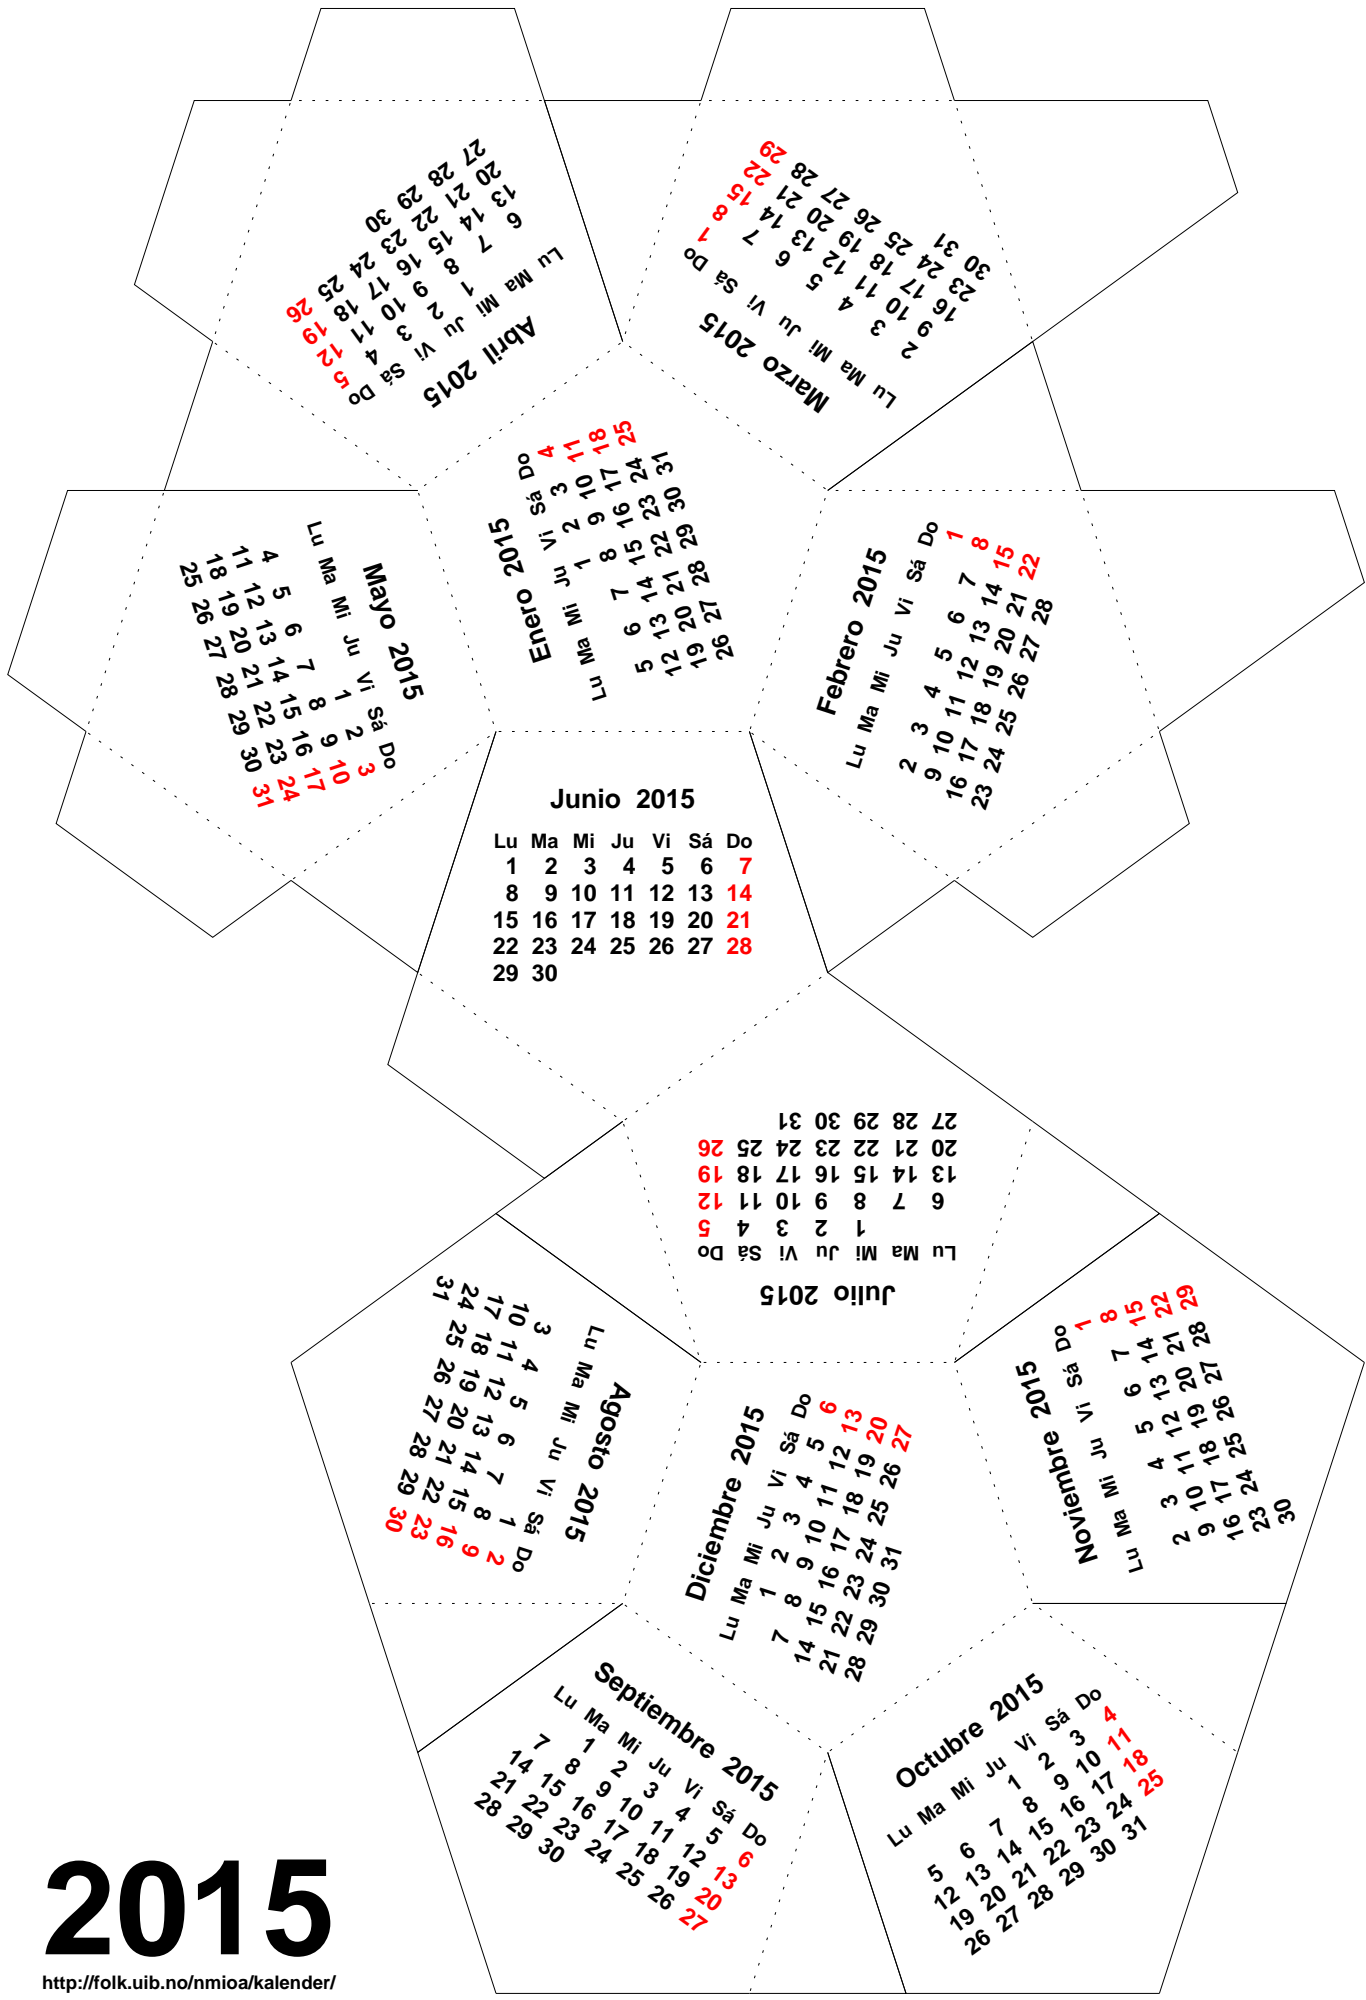 Abril 2015
Lu Ma Mi Ju Vi Sá Do
1 2 3 4 5
6 7 8 9 10 11 12
13 14 15 16 17 18 19
20 21 22 23 24 25 26
27 28 29 30
Marzo 2015
Lu Ma Mi Ju Vi Sá Do
1
2 3 4 5 6 7 8
9 10 11 12 13 14 15
16 17 18 19 20 21 22
23 24 25 26 27 28 29
30 31
Enero 2015
Lu Ma Mi Ju Vi Sá Do
1 2 3 4
5 6 7 8 9 10 11
12 13 14 15 16 17 18
19 20 21 22 23 24 25
26 27 28 29 30 31
Mayo 2015
Lu Ma Mi Ju Vi Sá Do
1 2 3
4 5 6 7 8 9 10
11 12 13 14 15 16 17
18 19 20 21 22 23 24
25 26 27 28 29 30 31
Febrero 2015
Lu Ma Mi Ju Vi Sá Do
1
2 3 4 5 6 7 8
9 10 11 12 13 14 15
16 17 18 19 20 21 22
23 24 25 26 27 28
Junio 2015
Lu Ma Mi Ju Vi Sá Do
1 2 3 4 5 6 7
8 9 10 11 12 13 14
15 16 17 18 19 20 21
22 23 24 25 26 27 28
29 30
Julio 2015
Lu Ma Mi Ju Vi Sá Do
1 2 3 4 5
6 7 8 9 10 11 12
13 14 15 16 17 18 19
20 21 22 23 24 25 26
27 28 29 30 31
Agosto 2015
Lu Ma Mi Ju Vi Sá Do
1 2
3 4 5 6 7 8 9
10 11 12 13 14 15 16
17 18 19 20 21 22 23
24 25 26 27 28 29 30
31
Diciembre 2015
Lu Ma Mi Ju Vi Sá Do
1 2 3 4 5 6
7 8 9 10 11 12 13
14 15 16 17 18 19 20
21 22 23 24 25 26 27
28 29 30 31
Noviembre 2015
Lu Ma Mi Ju Vi Sá Do
1
2 3 4 5 6 7 8
9 10 11 12 13 14 15
16 17 18 19 20 21 22
23 24 25 26 27 28 29
30
Septiembre 2015
Lu Ma Mi Ju Vi Sá Do
1 2 3 4 5 6
7 8 9 10 11 12 13
14 15 16 17 18 19 20
21 22 23 24 25 26 27
28 29 30
Octubre 2015
Lu Ma Mi Ju Vi Sá Do
1 2 3 4
5 6 7 8 9 10 11
12 13 14 15 16 17 18
19 20 21 22 23 24 25
26 27 28 29 30 31
2015
http://folk.uib.no/nmioa/kalender/